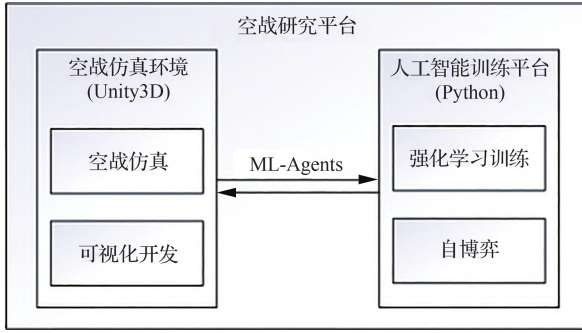 空战研究平台
空战仿真环境
(Unity3D)
空战仿真
可视化开发
ML-Agents
人工智能训练平台
(Python)
强化学习训练
自博弈